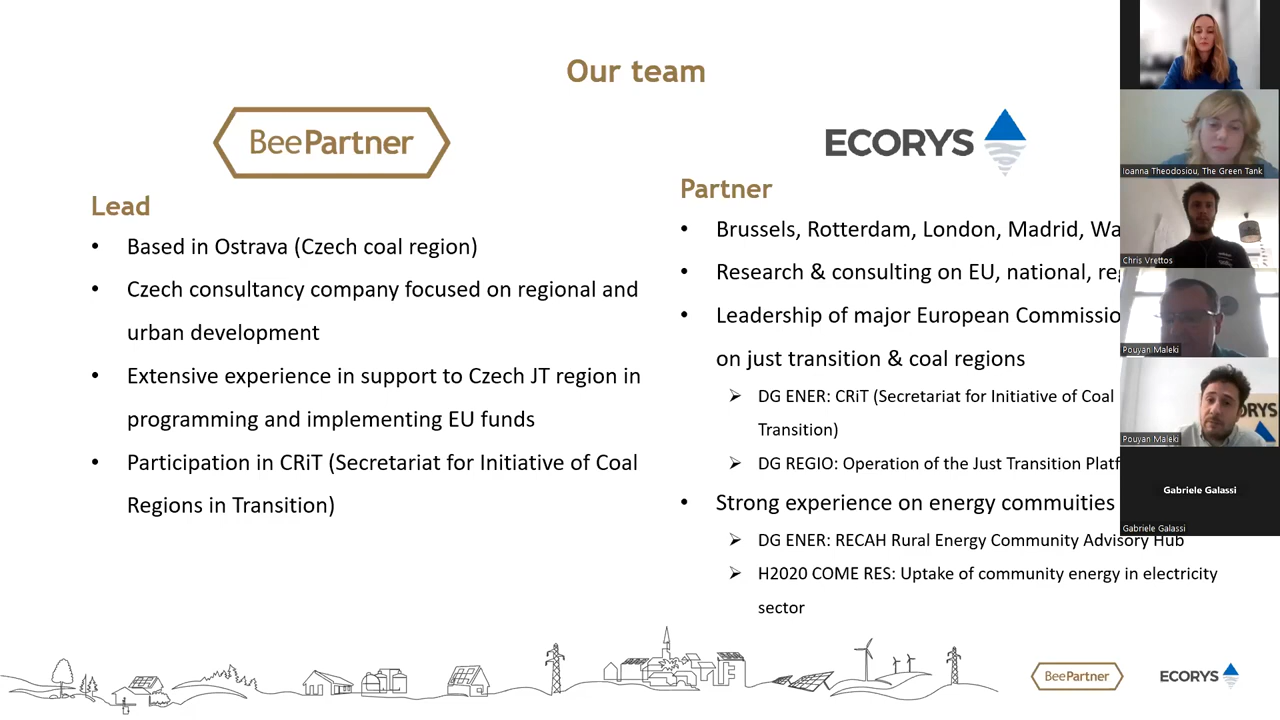 Our team
BeePartner
Lead
• Based in Ostrava (Czech coal region)
• Czech consultancy company focused on regional and
urban development
• Extensive experience in support to Czech JT region in
programming and implementing EU funds
• Participation in CRiT (Secretariat for Initiative of Coal
Regions in Transition)
ECORYS
Partner
• Brussels, Rotterdam, London, Madrid,
• Research & consulting on EU, national,
• Leadership of major European
on just transition & coal regions
➢ DG ENER: CRiT (Secretariat for Initiative of Coal
Transition)
➢ DG REGIO: Operation of the Just Transition
• Strong experience on energy commuities
➢ DG ENER: RECAH Rural Energy Community Advisory Hub
➢ H2020 COME RES: Uptake of community energy in electricity
sector
Ioanna Theodosiou, The Green Tank
Chris Vrettos
Pouyan Maleki
Pouyan Maleki
Gabriele Galassi
Gabriele Galassi
BeePartner
ECORYS